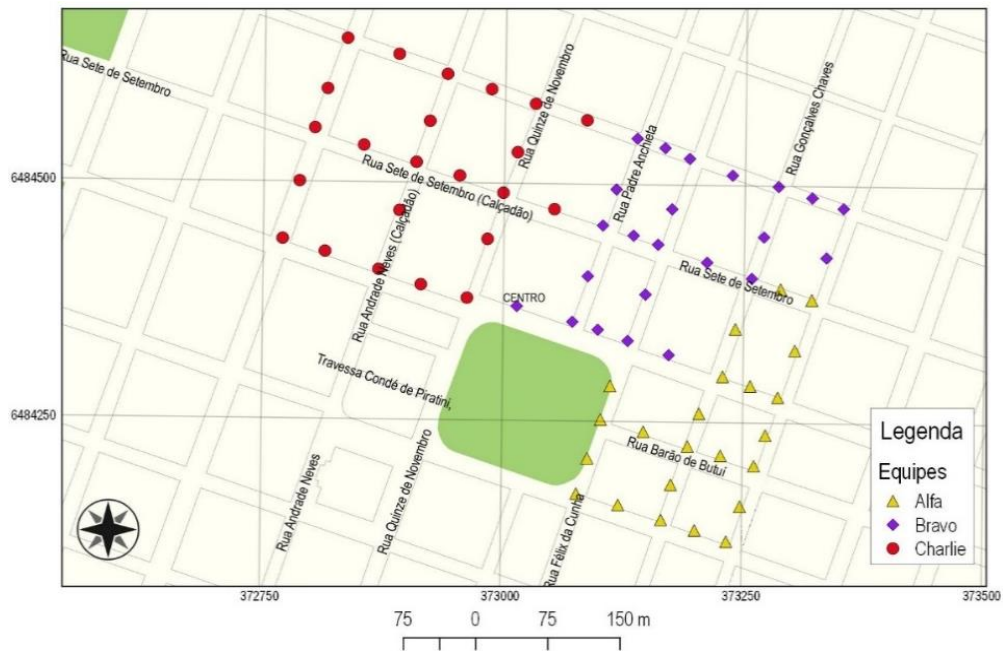 Rua Sete de Setembro
Rua Quinze de Novembro
Rua Gonçalves Chaves
Rua Padre Anchieta
6484500
Rua Sete de Setembro (Calçadão)
Rua Andrade Neves (Calçadão)
Rua Sete de Setembro
CENTRO
Travessa Condé de Piratini,
6484250
Rua Barão de Butuí
Rua Andrade Neves
Rua Quinze de Novembro
Rua Félix da Cunha
Legenda
Equipes
Alfa
Bravo
Charlie
372750
373000
373250
373500
75 0 75 150 m